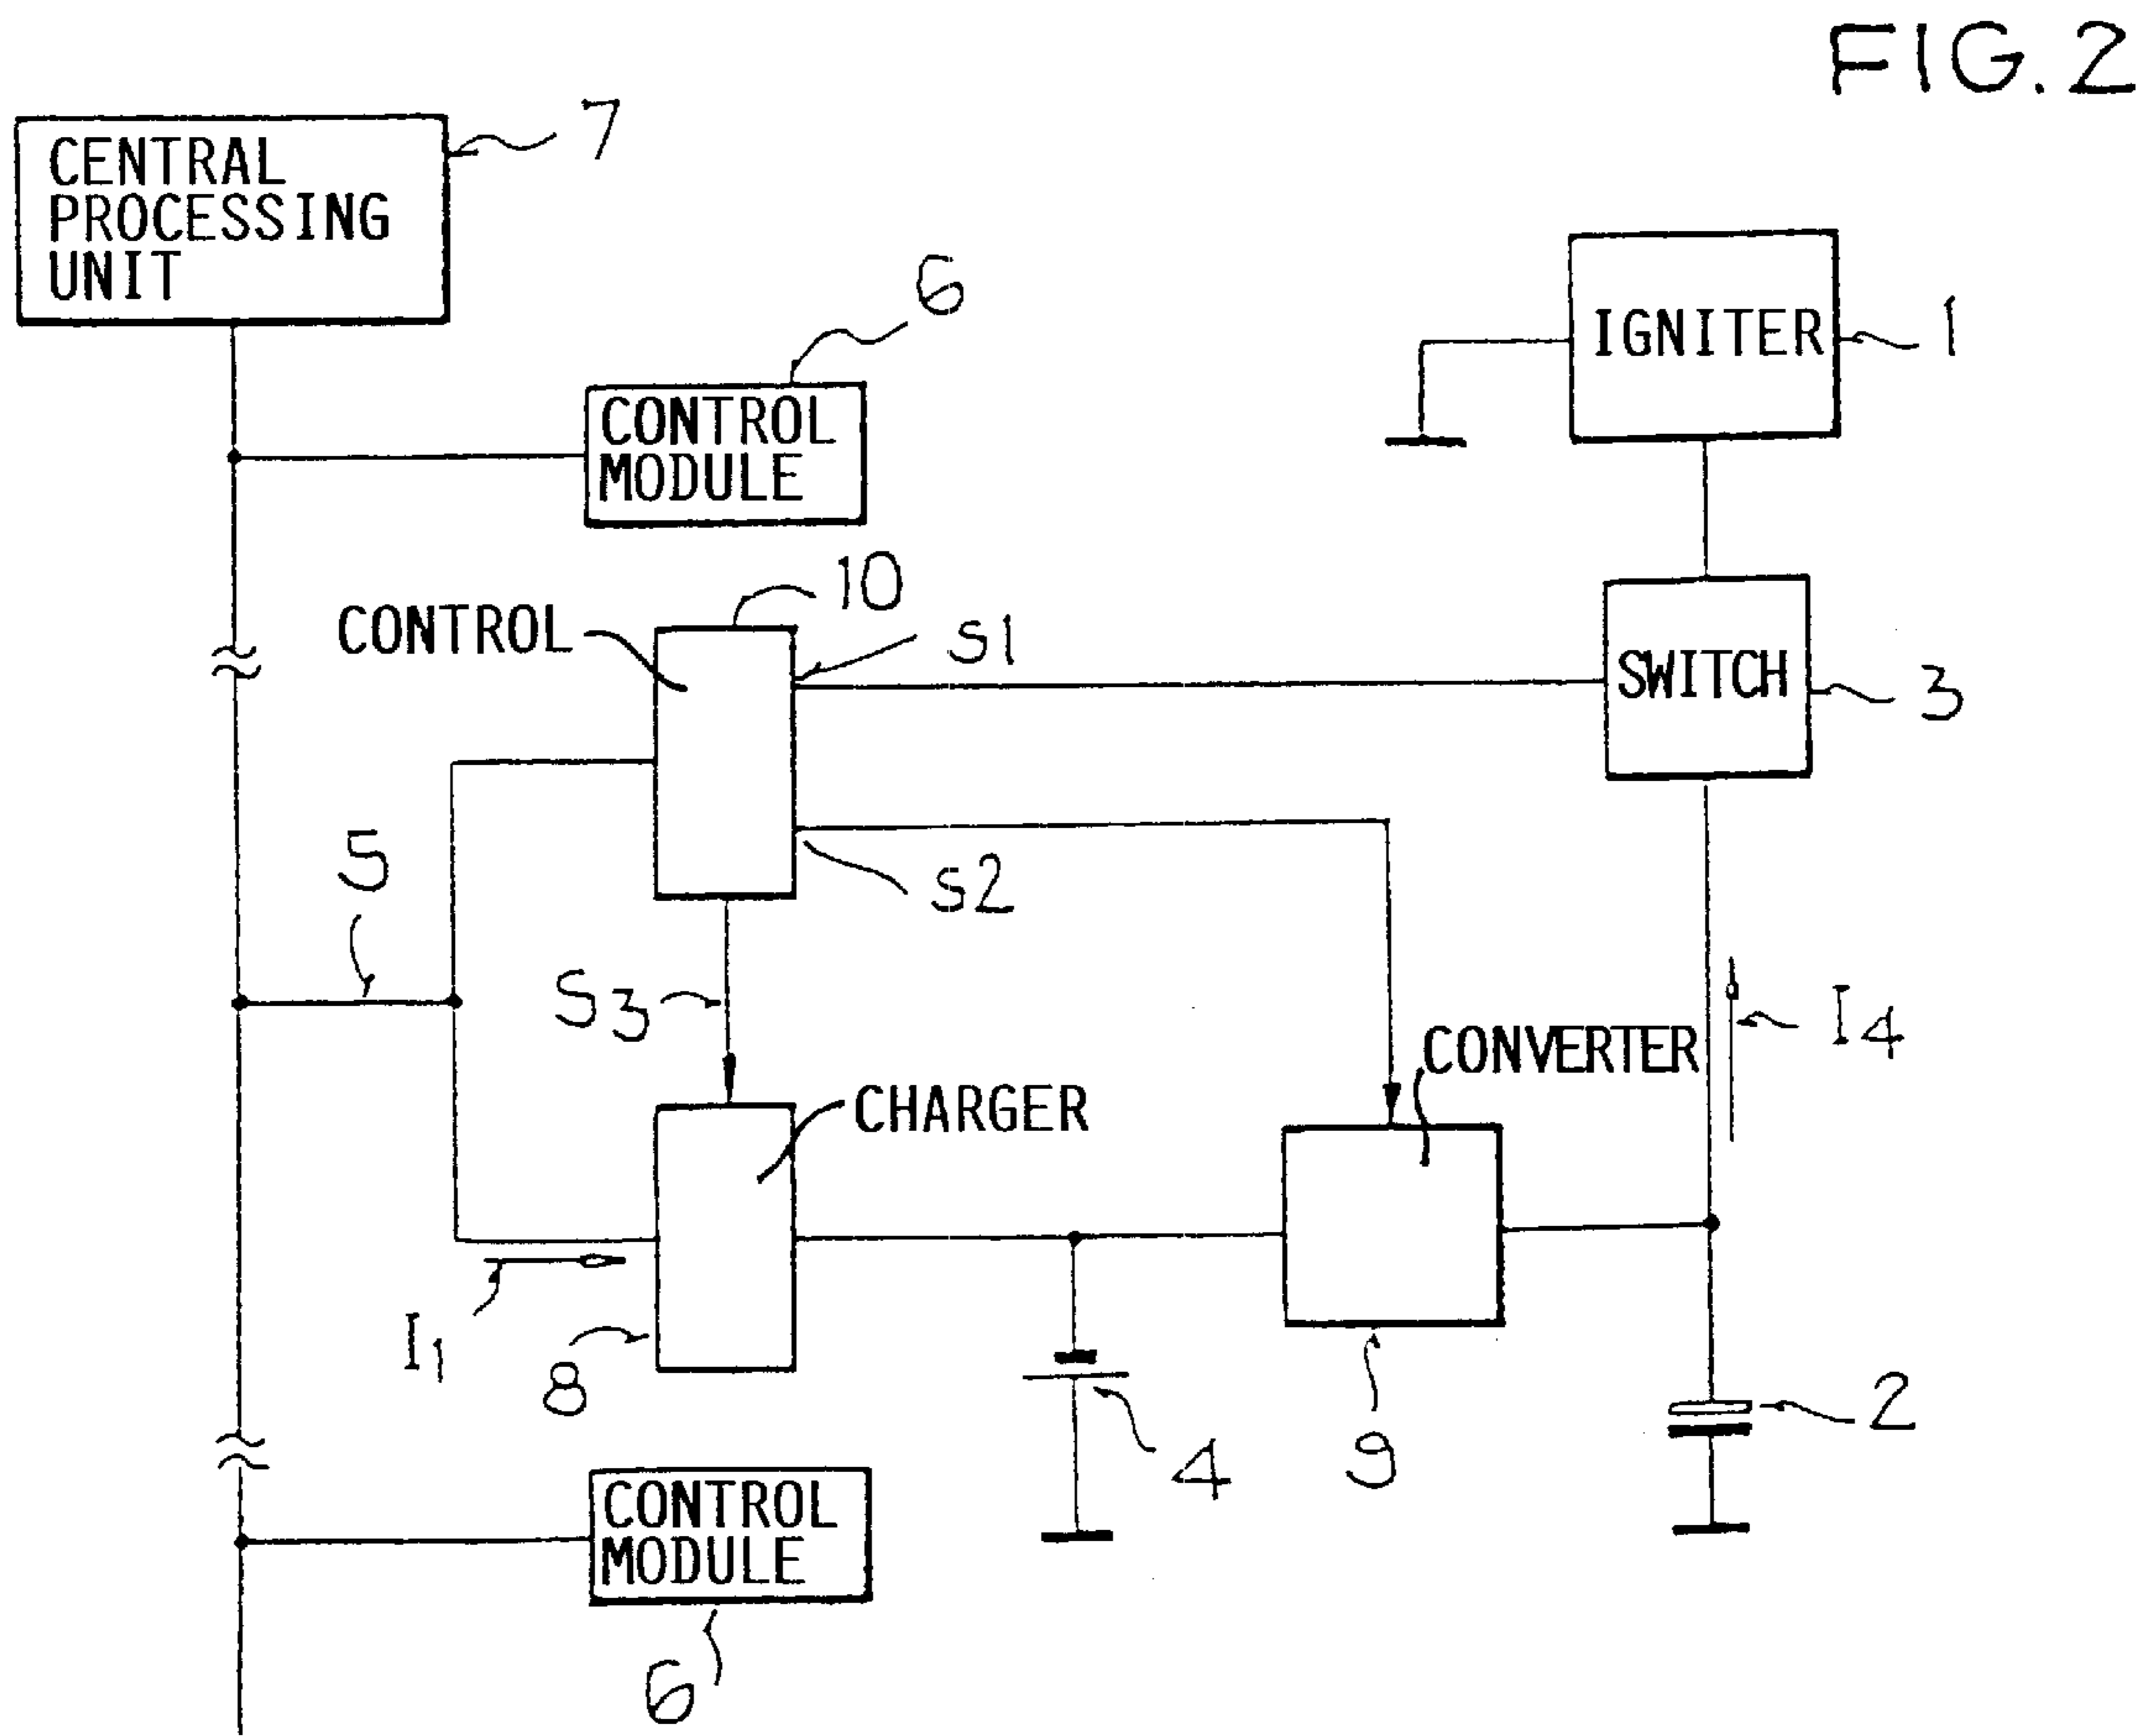 FIG. 2
7
CENTRAL
PROCESSING
UNIT
6
IGNITER
1
CONTROL
MODULE
10
CONTROL
S1
SWITCH
3
5
S2
S3
I4
CONVERTER
CHARGER
I1
8
4
9
2
CONTROL
MODULE
6